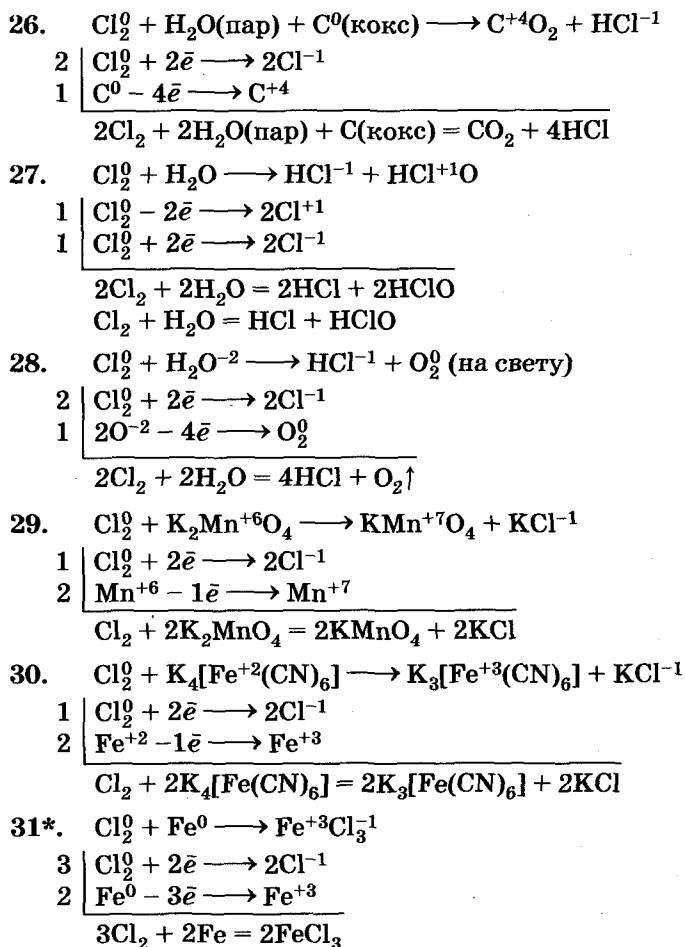 26. Cl₂⁰ + H₂O(пар) + C⁰(кокс) ⟶ C⁺⁴O₂ + HCl⁻¹
2 | Cl₂⁰ + 2ē ⟶ 2Cl⁻¹
1 | C⁰ – 4ē ⟶ C⁺⁴
2Cl₂ + 2H₂O(пар) + C(кокс) = CO₂ + 4HCl
27. Cl₂⁰ + H₂O ⟶ HCl⁻¹ + HCl⁺¹O
1 | Cl₂⁰ – 2ē ⟶ 2Cl⁺¹
1 | Cl₂⁰ + 2ē ⟶ 2Cl⁻¹
2Cl₂ + 2H₂O = 2HCl + 2HClO
Cl₂ + H₂O = HCl + HClO
28. Cl₂⁰ + H₂O⁻² ⟶ HCl⁻¹ + O₂⁰ (на свету)
2 | Cl₂⁰ + 2ē ⟶ 2Cl⁻¹
1 | 2O⁻² – 4ē ⟶ O₂⁰
2Cl₂ + 2H₂O = 4HCl + O₂↑
29. Cl₂⁰ + K₂Mn⁺⁶O₄ ⟶ KMn⁺⁷O₄ + KCl⁻¹
1 | Cl₂⁰ + 2ē ⟶ 2Cl⁻¹
2 | Mn⁺⁶ – 1ē ⟶ Mn⁺⁷
Cl₂ + 2K₂MnO₄ = 2KMnO₄ + 2KCl
30. Cl₂⁰ + K₄[Fe⁺²(CN)₆] ⟶ K₃[Fe⁺³(CN)₆] + KCl⁻¹
1 | Cl₂⁰ + 2ē ⟶ 2Cl⁻¹
2 | Fe⁺² –1ē ⟶ Fe⁺³
Cl₂ + 2K₄[Fe(CN)₆] = 2K₃[Fe(CN)₆] + 2KCl
31*. Cl₂⁰ + Fe⁰ ⟶ Fe⁺³Cl₃⁻¹
3 | Cl₂⁰ + 2ē ⟶ 2Cl⁻¹
2 | Fe⁰ – 3ē ⟶ Fe⁺³
3Cl₂ + 2Fe = 2FeCl₃